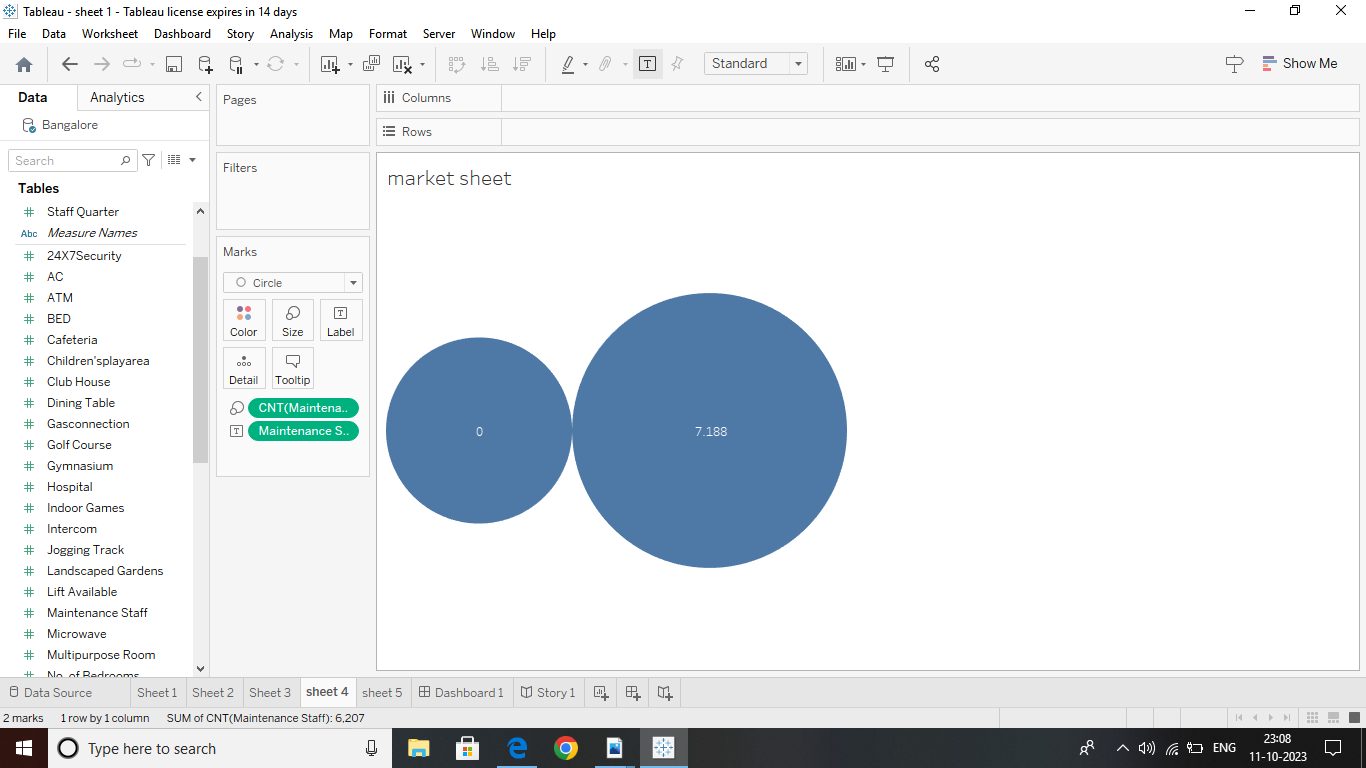 Tableau - sheet 1 - Tableau license expires in 14 days
File Data Worksheet Dashboard Story Analysis Map Format Server Window Help
Standard
Show Me
Data Analytics
Bangalore
Search
Tables
Staff Quarter
Abc Measure Names
24X7Security
AC
ATM
BED
Cafeteria
Children'splayarea
Club House
Dining Table
Gasconnection
Golf Course
Gymnasium
Hospital
Indoor Games
Intercom
Jogging Track
Landscaped Gardens
Lift Available
Maintenance Staff
Microwave
Multipurpose Room
No. of Bedrooms
Pages
Filters
Marks
Circle
Color Size Label
Detail Tooltip
CNT(Maintena..
Maintenance S..
Columns
Rows
market sheet
0
7.188
Data Source Sheet 1 Sheet 2 Sheet 3 sheet 4 sheet 5 Dashboard 1 Story 1
2 marks 1 row by 1 column SUM of CNT(Maintenance Staff): 6,207
Type here to search
ENG
23:08
11-10-2023